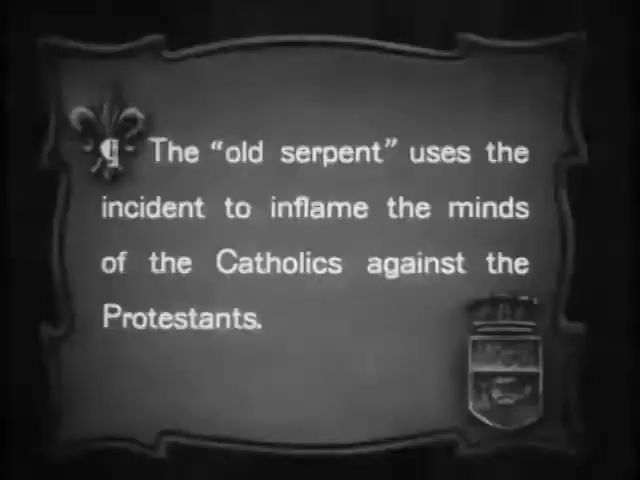 ¶ The “old serpent” uses the
incident to inflame the minds
of the Catholics against the
Protestants.